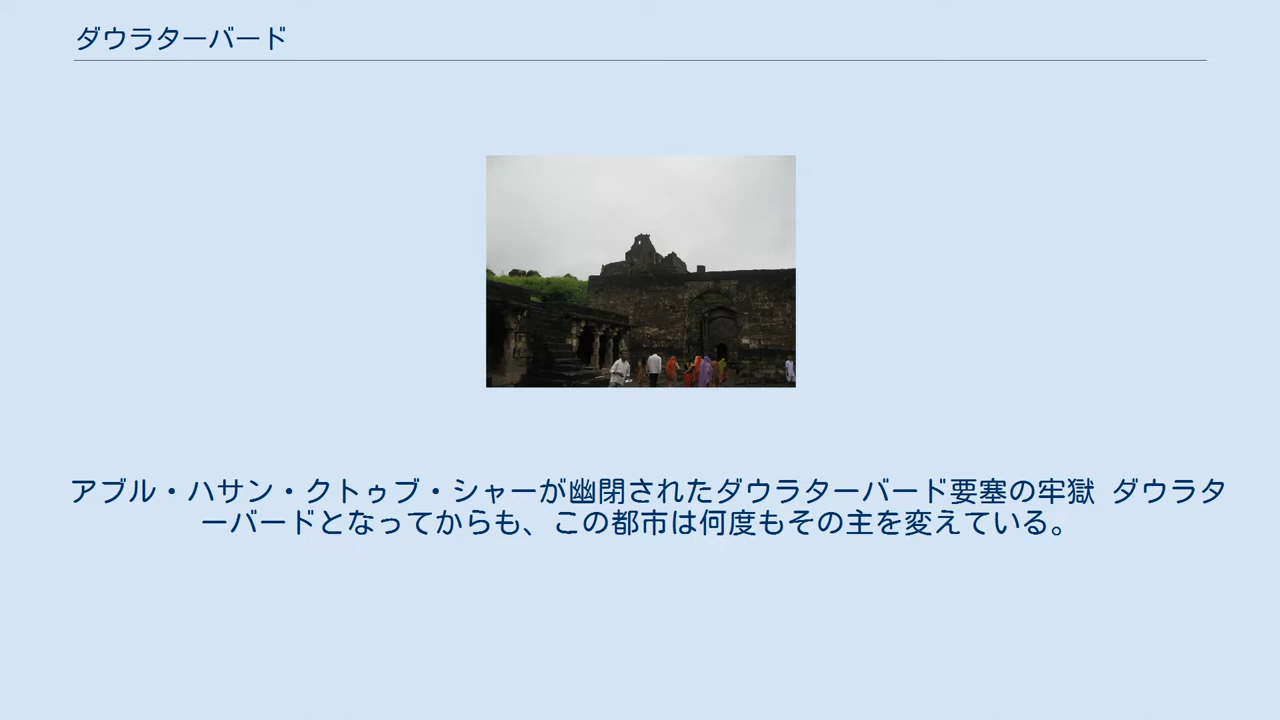 ダウラターバード
アブル・ハサン・クトゥブ・シャーが幽閉されたダウラターバード要塞の牢獄 ダウラタ
ーバードとなってからも、この都市は何度もその主を変えている。